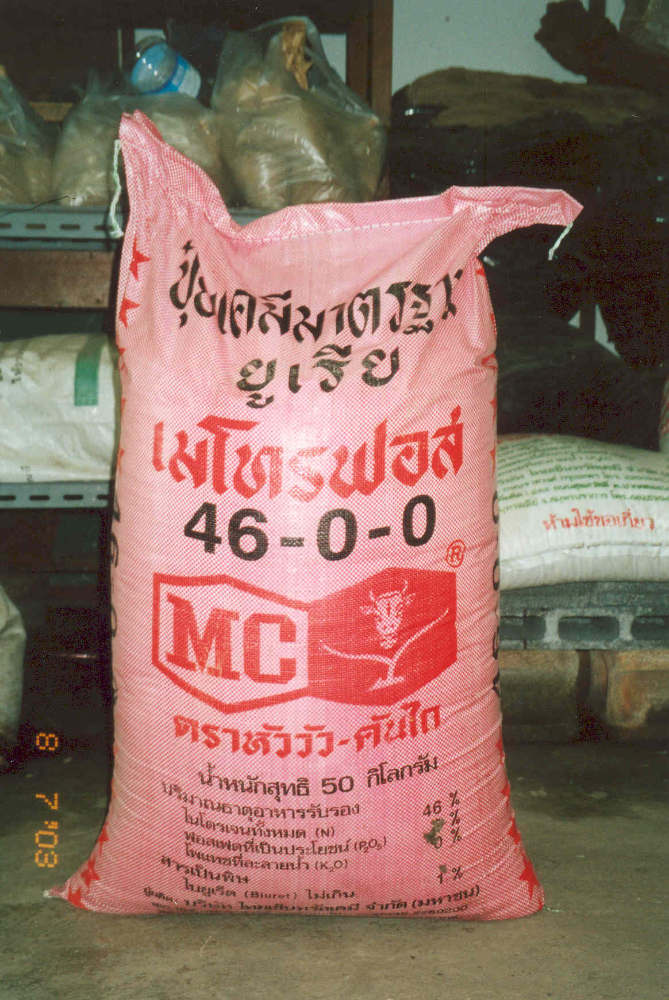 ปุ๋ยเคมีมาตรฐาน
ยูเรีย
เมโทรฟอส
46-0-0
®
MC
ตราหัววัว-คันไถ
น้ำหนักสุทธิ 50 กิโลกรัม
ปริมาณธาตุอาหารรับรอง
ไนโตรเจนทั้งหมด (N) 46 %
ฟอสเฟตที่เป็นประโยชน์ (P₂O₅) %
โพแทชที่ละลายน้ำ (K₂O) 0 %
สารเป็นพิษ
ไบยูเร็ต (Biuret) ไม่เกิน 1 %
ผู้ผลิต : บริษัท ไทยเซ็นทรัลเคมี จำกัด (มหาชน)
2260200
ห้ามใช้ขอเกี่ยว
8 7 '03